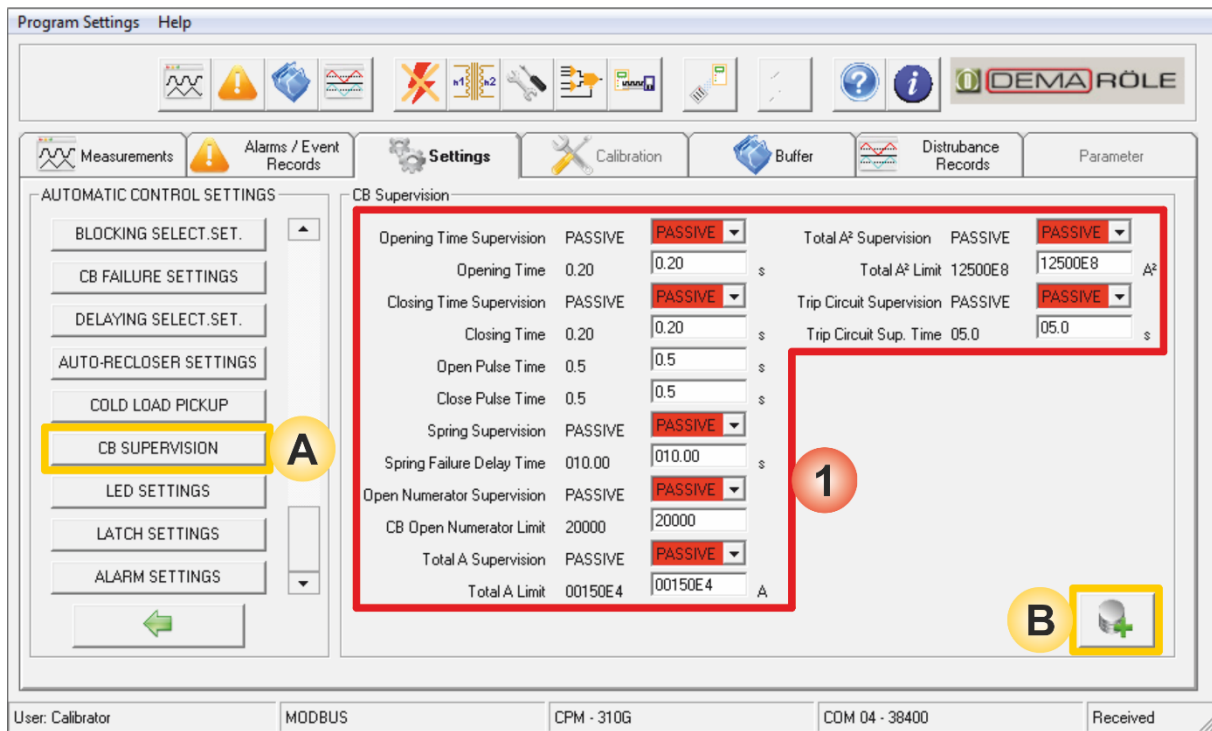 Program Settings Help
n1 n2
DEMA RÖLE
Measurements
Alarms / Event
Records
Settings
Calibration
Buffer
Distrubance
Records
Parameter
AUTOMATIC CONTROL SETTINGS
BLOCKING SELECT.SET.
CB FAILURE SETTINGS
DELAYING SELECT.SET.
AUTO-RECLOSER SETTINGS
COLD LOAD PICKUP
CB SUPERVISION
A
LED SETTINGS
LATCH SETTINGS
ALARM SETTINGS
CB Supervision
Opening Time Supervision PASSIVE PASSIVE
Opening Time 0.20 0.20 s
Closing Time Supervision PASSIVE PASSIVE
Closing Time 0.20 0.20 s
Open Pulse Time 0.5 0.5 s
Close Pulse Time 0.5 0.5 s
Spring Supervision PASSIVE PASSIVE
Spring Failure Delay Time 010.00 010.00 s
Open Numerator Supervision PASSIVE PASSIVE
CB Open Numerator Limit 20000 20000
Total A Supervision PASSIVE PASSIVE
Total A Limit 00150E4 00150E4 A
Total A² Supervision PASSIVE PASSIVE
Total A² Limit 12500E8 12500E8 A²
Trip Circuit Supervision PASSIVE PASSIVE
Trip Circuit Sup. Time 05.0 05.0 s
1
B
User: Calibrator MODBUS CPM - 310G COM 04 - 38400 Received